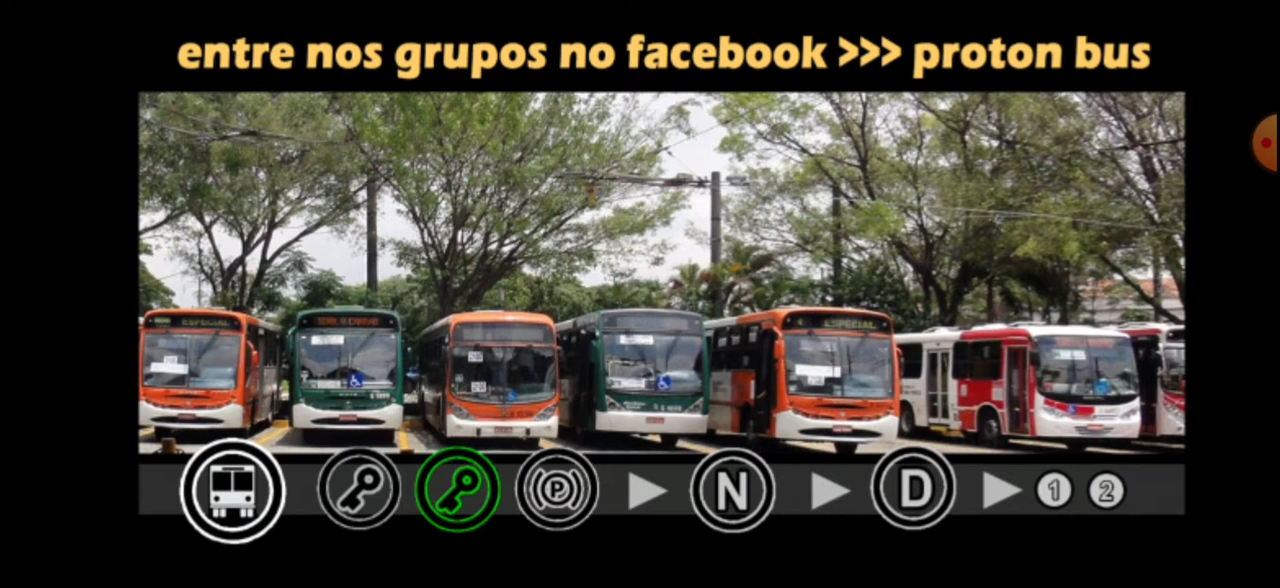 entre nos grupos no facebook >>> proton bus
ESPECIAL
ESPECIAL
P N D 1 2